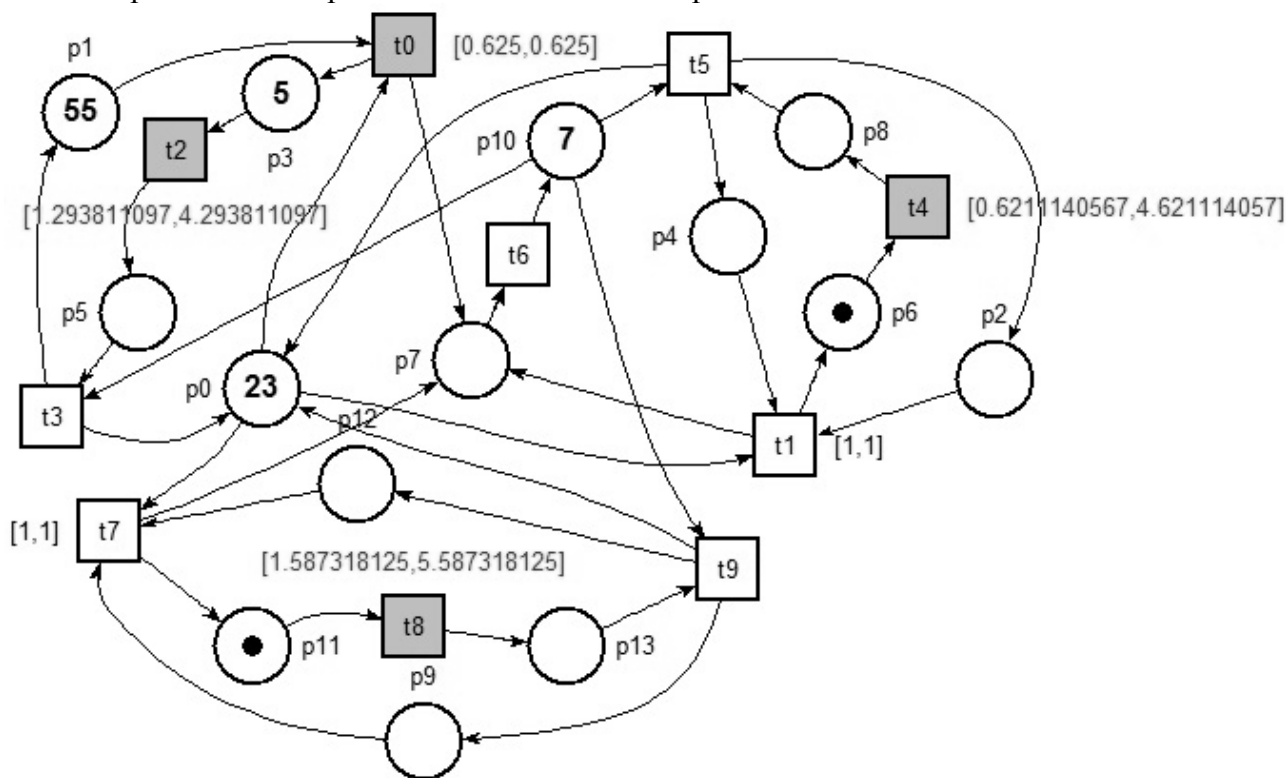 t0
[0.625,0.625]
p1
55
5
t5
t2
p3
p10
7
p8
t4
[0.6211140567,4.621114057]
[1.293811097,4.293811097]
p4
t6
p5
p6
p2
p7
p0
23
t3
p12
t1
[1,1]
[1,1]
t7
[1.587318125,5.587318125]
t9
t8
p11
p13
p9